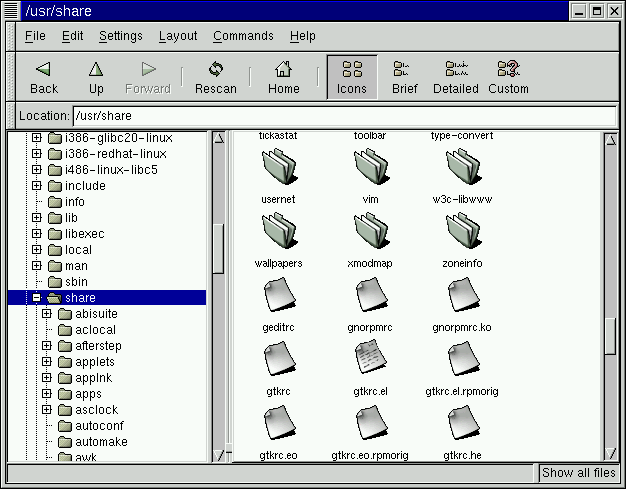 /usr/share
File Edit Settings Layout Commands Help
Back Up Forward Rescan Home Icons Brief Detailed Custom
Location: /usr/share
i386-glibc20-linux
i386-redhat-linux
i486-linux-libc5
include
info
lib
libexec
local
man
sbin
share
abisuite
aclocal
afterstep
applets
applnk
apps
asclock
autoconf
automake
awk
tickastat toolbar type-convert
usernet vim w3c-libwww
wallpapers xmodmap zoneinfo
geditrc gnorpmrc gnorpmrc.ko
gtkrc gtkrc.el gtkrc.el.rpmorig
gtkrc.eo gtkrc.eo.rpmorig gtkrc.he
Show all files